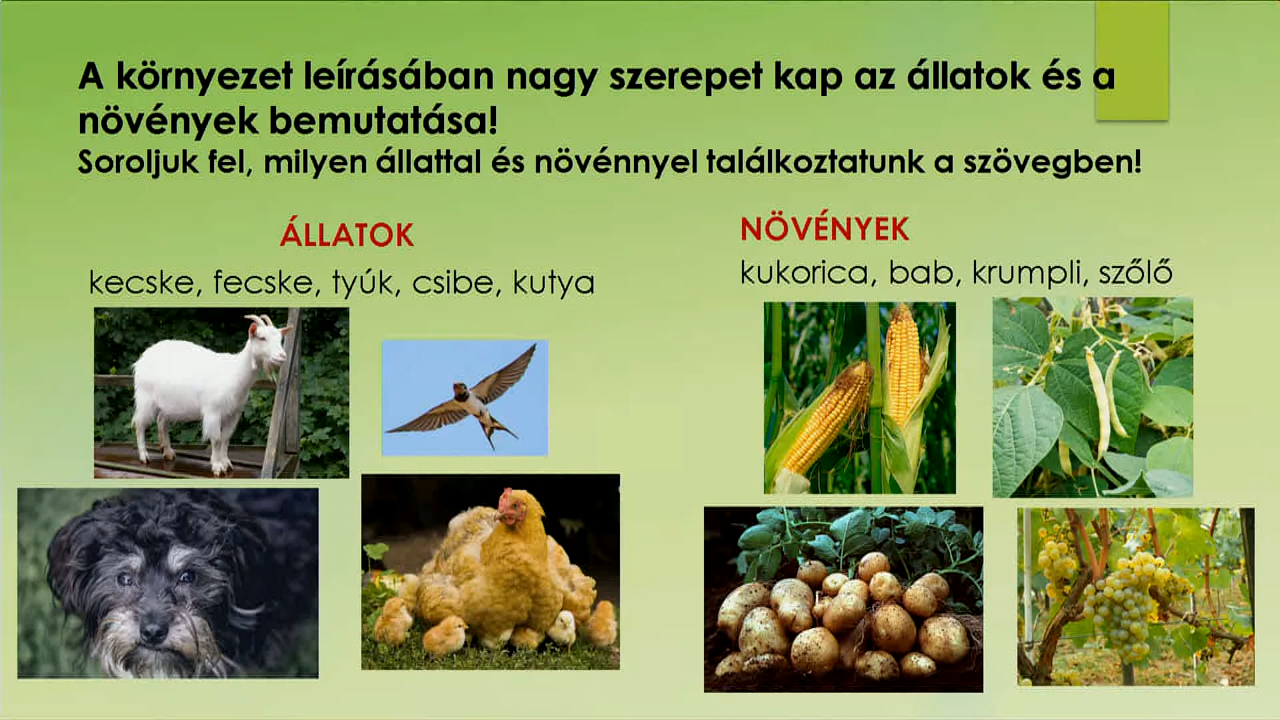 A környezet leírásában nagy szerepet kap az állatok és a
növények bemutatása!
Soroljuk fel, milyen állattal és növénnyel találkoztatunk a szövegben!
ÁLLATOK
kecske, fecske, tyúk, csibe, kutya
NÖVÉNYEK
kukorica, bab, krumpli, szőlő